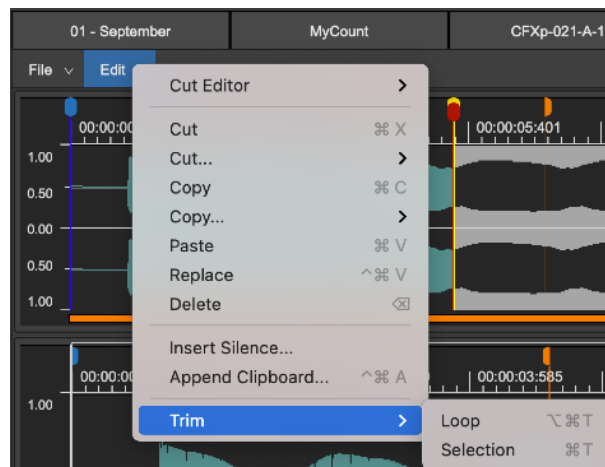 01 - September MyCount CFXp-021-A-1
File Edit
Cut Editor
00:00:00 00:00:05:401
Cut ⌘ X
Cut...
1.00
Copy ⌘ C
0.50
Copy...
0.00
Paste ⌘ V
0.50
Replace ^⌘ V
1.00
Delete ⌫
Insert Silence...
00:00:00 Append Clipboard... ^⌘ A 00:00:03:585
1.00
Trim
Loop ⌥⌘T
Selection ⌘T